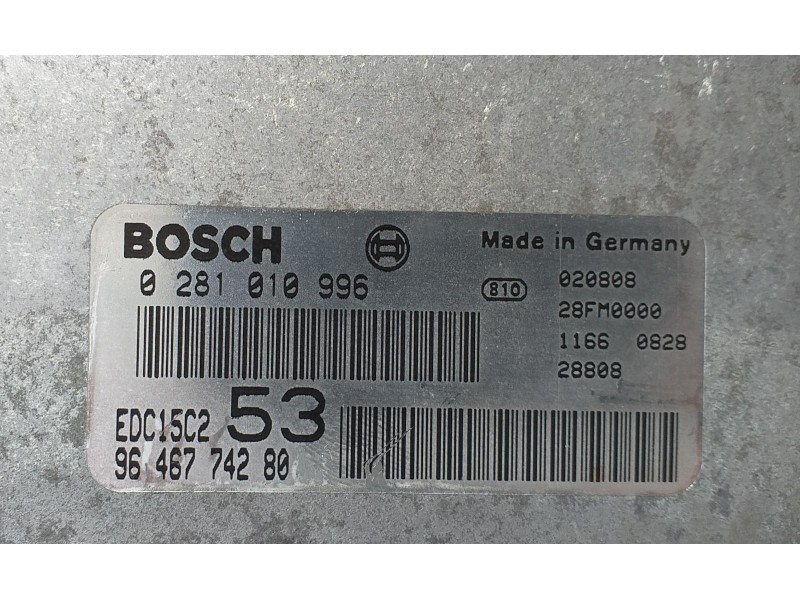 BOSCH
Made in Germany
0 281 010 996
810
020808
28FM0000
1166 0828
28808
EDC15C2 53
96 467 742 80